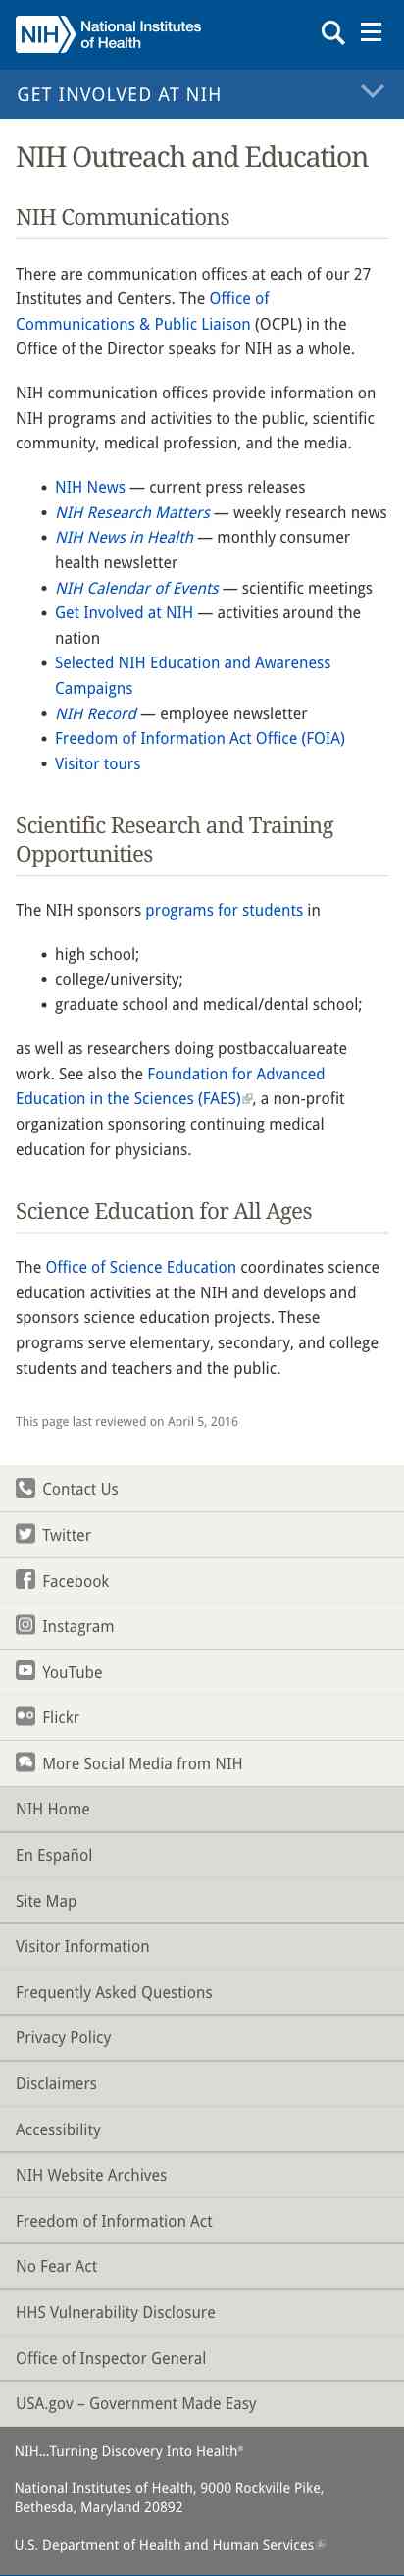 NIH National Institutes
of Health
GET INVOLVED AT NIH
NIH Outreach and Education
NIH Communications
There are communication offices at each of our 27
Institutes and Centers. The Office of
Communications & Public Liaison (OCPL) in the
Office of the Director speaks for NIH as a whole.
NIH communication offices provide information on
NIH programs and activities to the public, scientific
community, medical profession, and the media.
• NIH News — current press releases
• NIH Research Matters — weekly research news
• NIH News in Health — monthly consumer
health newsletter
• NIH Calendar of Events — scientific meetings
• Get Involved at NIH — activities around the
nation
• Selected NIH Education and Awareness
Campaigns
• NIH Record — employee newsletter
• Freedom of Information Act Office (FOIA)
• Visitor tours
Scientific Research and Training
Opportunities
The NIH sponsors programs for students in
• high school;
• college/university;
• graduate school and medical/dental school;
as well as researchers doing postbaccalaureate
work. See also the Foundation for Advanced
Education in the Sciences (FAES), a non-profit
organization sponsoring continuing medical
education for physicians.
Science Education for All Ages
The Office of Science Education coordinates science
education activities at the NIH and develops and
sponsors science education projects. These
programs serve elementary, secondary, and college
students and teachers and the public.
This page last reviewed on April 5, 2016
Contact Us
Twitter
Facebook
Instagram
YouTube
Flickr
More Social Media from NIH
NIH Home
En Español
Site Map
Visitor Information
Frequently Asked Questions
Privacy Policy
Disclaimers
Accessibility
NIH Website Archives
Freedom of Information Act
No Fear Act
HHS Vulnerability Disclosure
Office of Inspector General
USA.gov – Government Made Easy
NIH...Turning Discovery Into Health®
National Institutes of Health, 9000 Rockville Pike,
Bethesda, Maryland 20892
U.S. Department of Health and Human Services